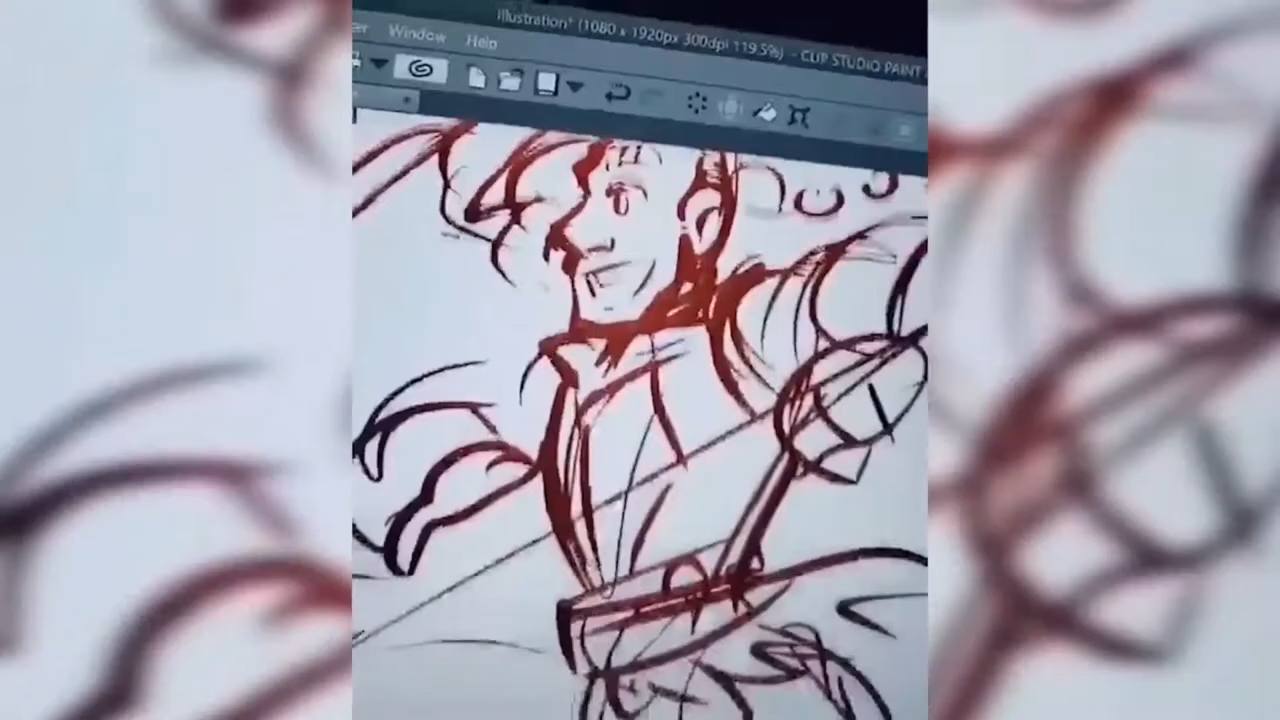 Illustration* (1080 x 1920px 300dpi 119.5%) - CLIP STUDIO PAINT
Window Help